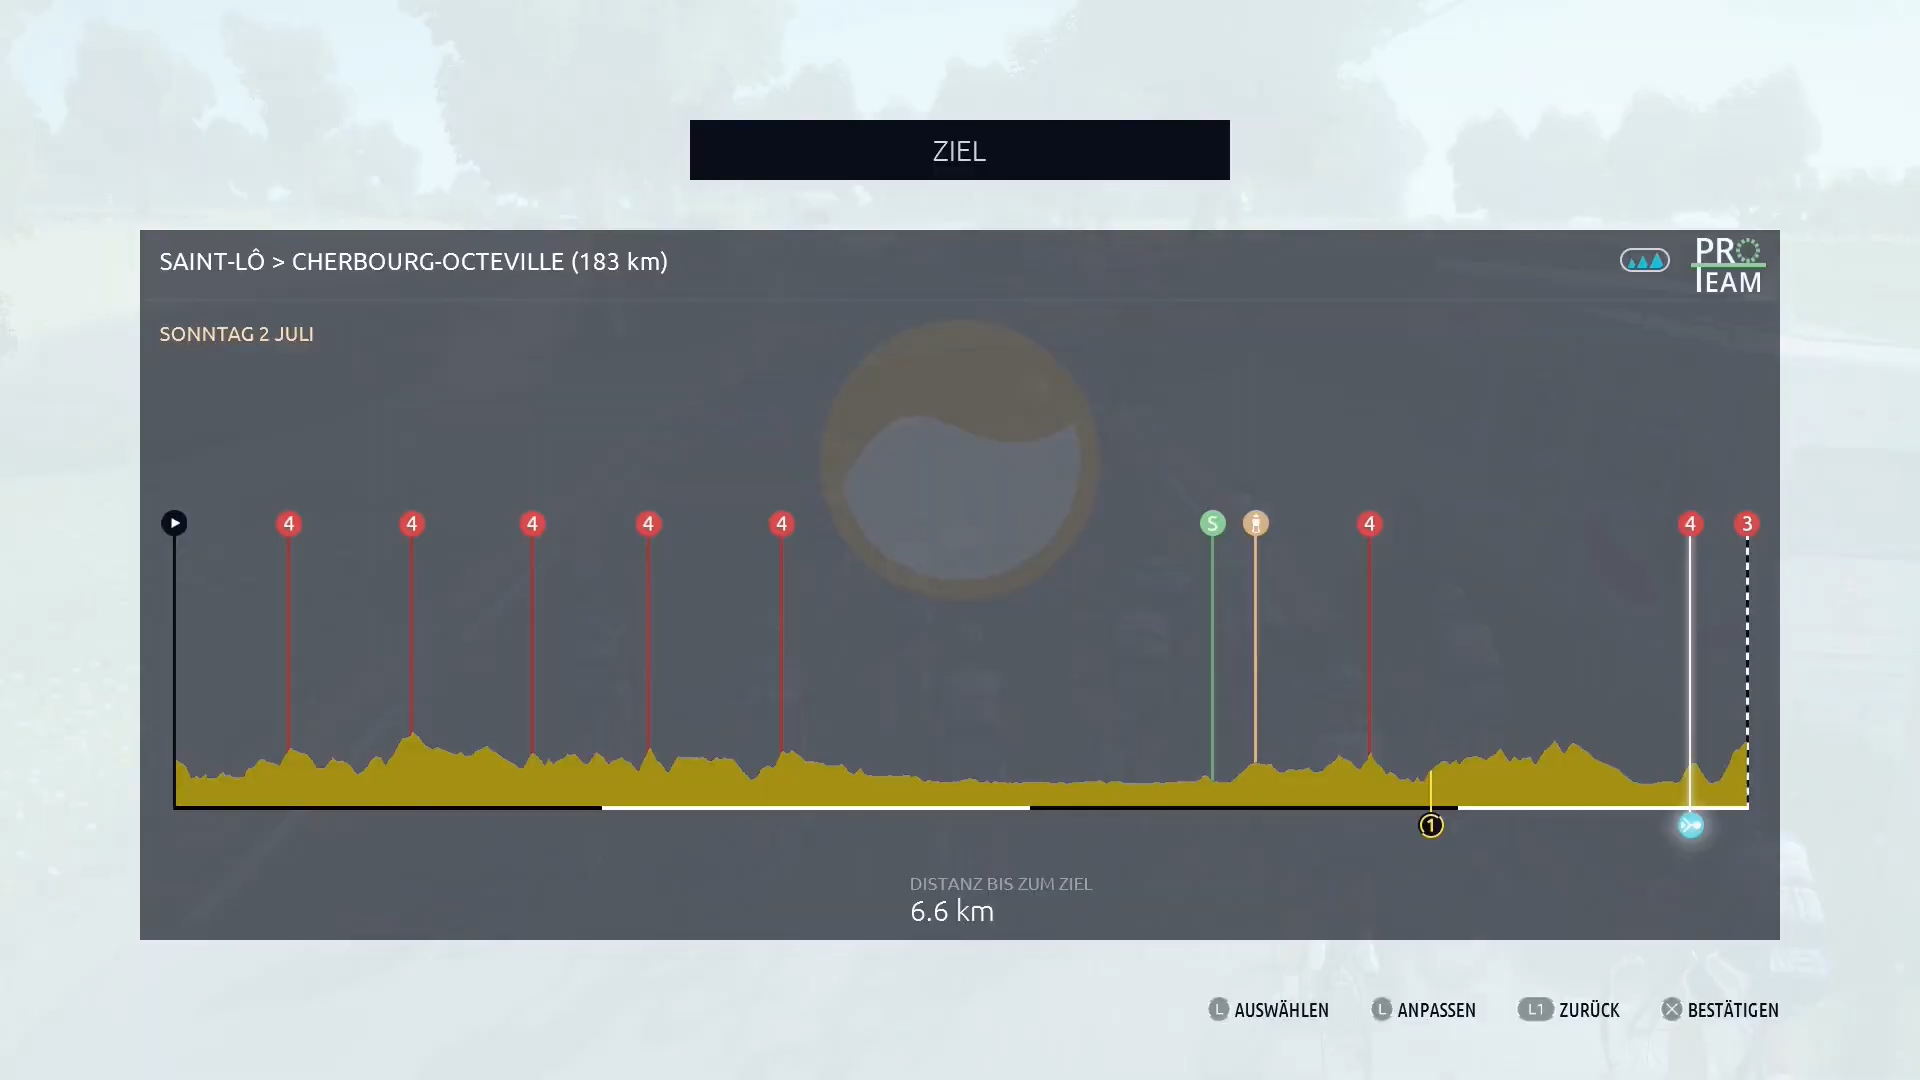 ZIEL
SAINT-LÔ > CHERBOURG-OCTEVILLE (183 km)
PRO TEAM
SONNTAG 2 JULI
4 4 4 4 4 S 4 4 3
1
DISTANZ BIS ZUM ZIEL
6.6 km
L AUSWÄHLEN L ANPASSEN L1 ZURÜCK X BESTÄTIGEN